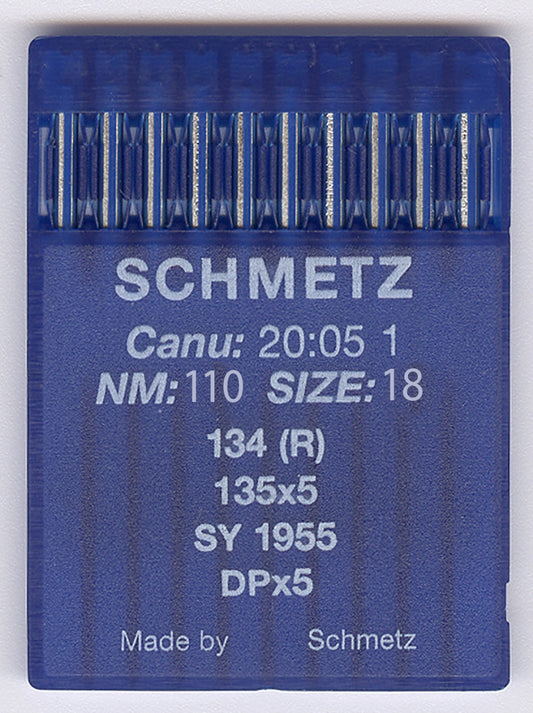 SCHMETZ
Canu: 20:05 1
NM: 110 SIZE: 18
134 (R)
135x5
SY 1955
DPx5
Made by Schmetz